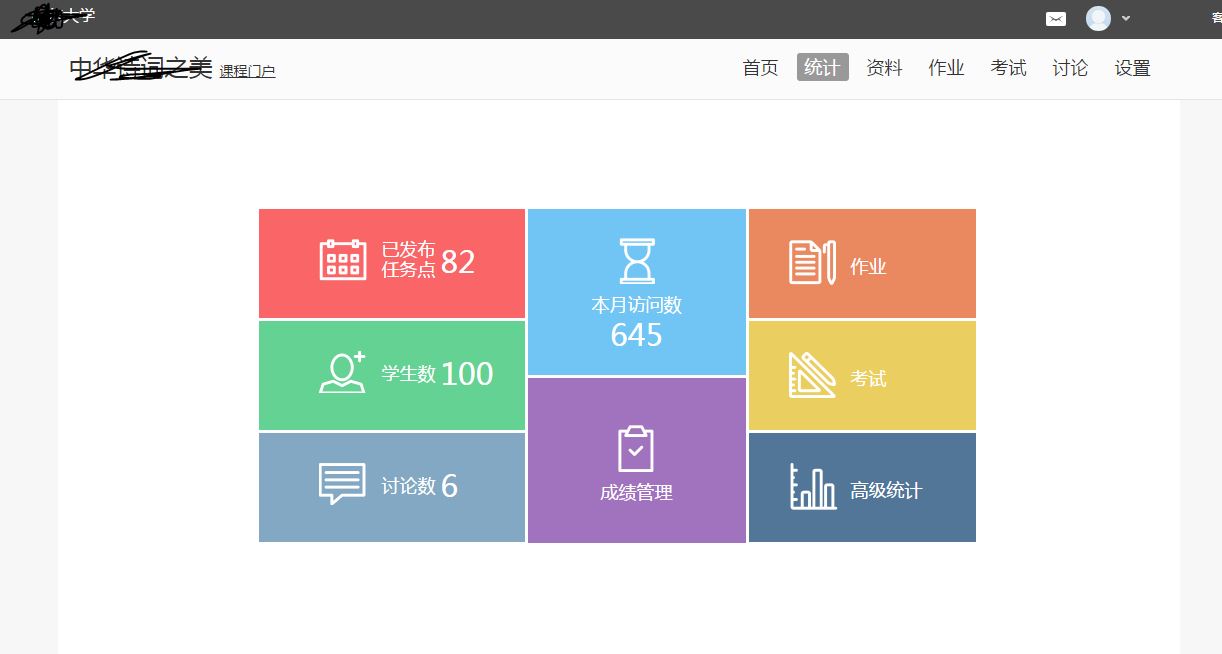 大学
客
中华诗词之美 课程门户
首页 统计 资料 作业 考试 讨论 设置
已发布
任务点 82
本月访问数
645
作业
学生数 100
考试
成绩管理
讨论数 6
高级统计